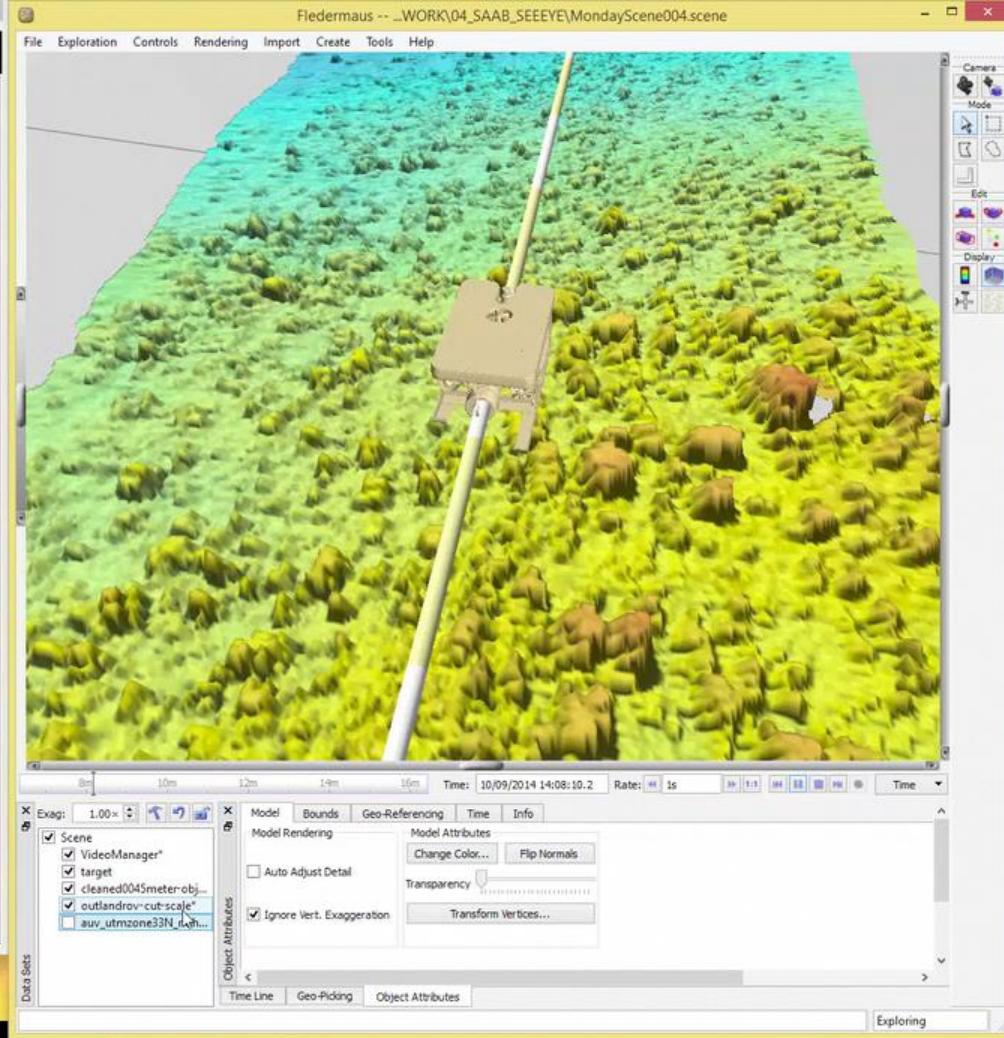 Fledermaus -- ...WORK\04_SAAB_SEEEYE\MondayScene004.scene
File Exploration Controls Rendering Import Create Tools Help
Camera
Mode
Edit
Display
8m 10m 12m 14m 16m Time: 10/09/2014 14:08:10.2 Rate: 1s 1:1 Time
Exag: 1.00x
Scene
VideoManager*
target
cleaned0045meter-obj...
outlandrov-cut-scale*
Data Sets
Object Attributes
Model Bounds Geo-Referencing Time Info
Model Rendering
Auto Adjust Detail
Ignore Vert. Exaggeration
Model Attributes
Change Color... Flip Normals
Transparency
Transform Vertices...
Time Line Geo-Picking Object Attributes
Exploring